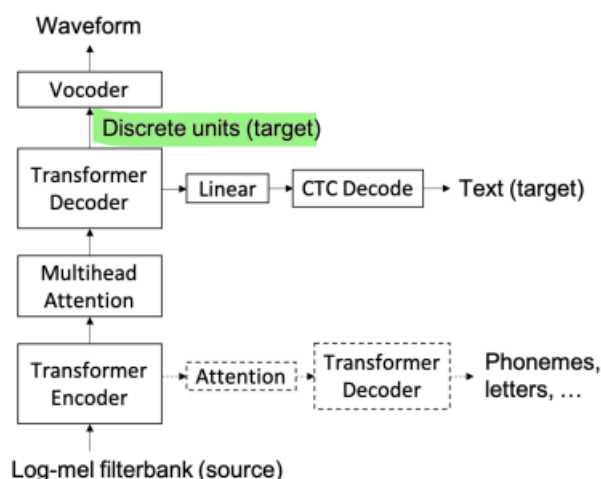 Waveform
Vocoder
Discrete units (target)
Transformer
Decoder
Linear
CTC Decode
Text (target)
Multihead
Attention
Transformer
Encoder
Attention
Transformer
Decoder
Phonemes,
letters, …
Log-mel filterbank (source)